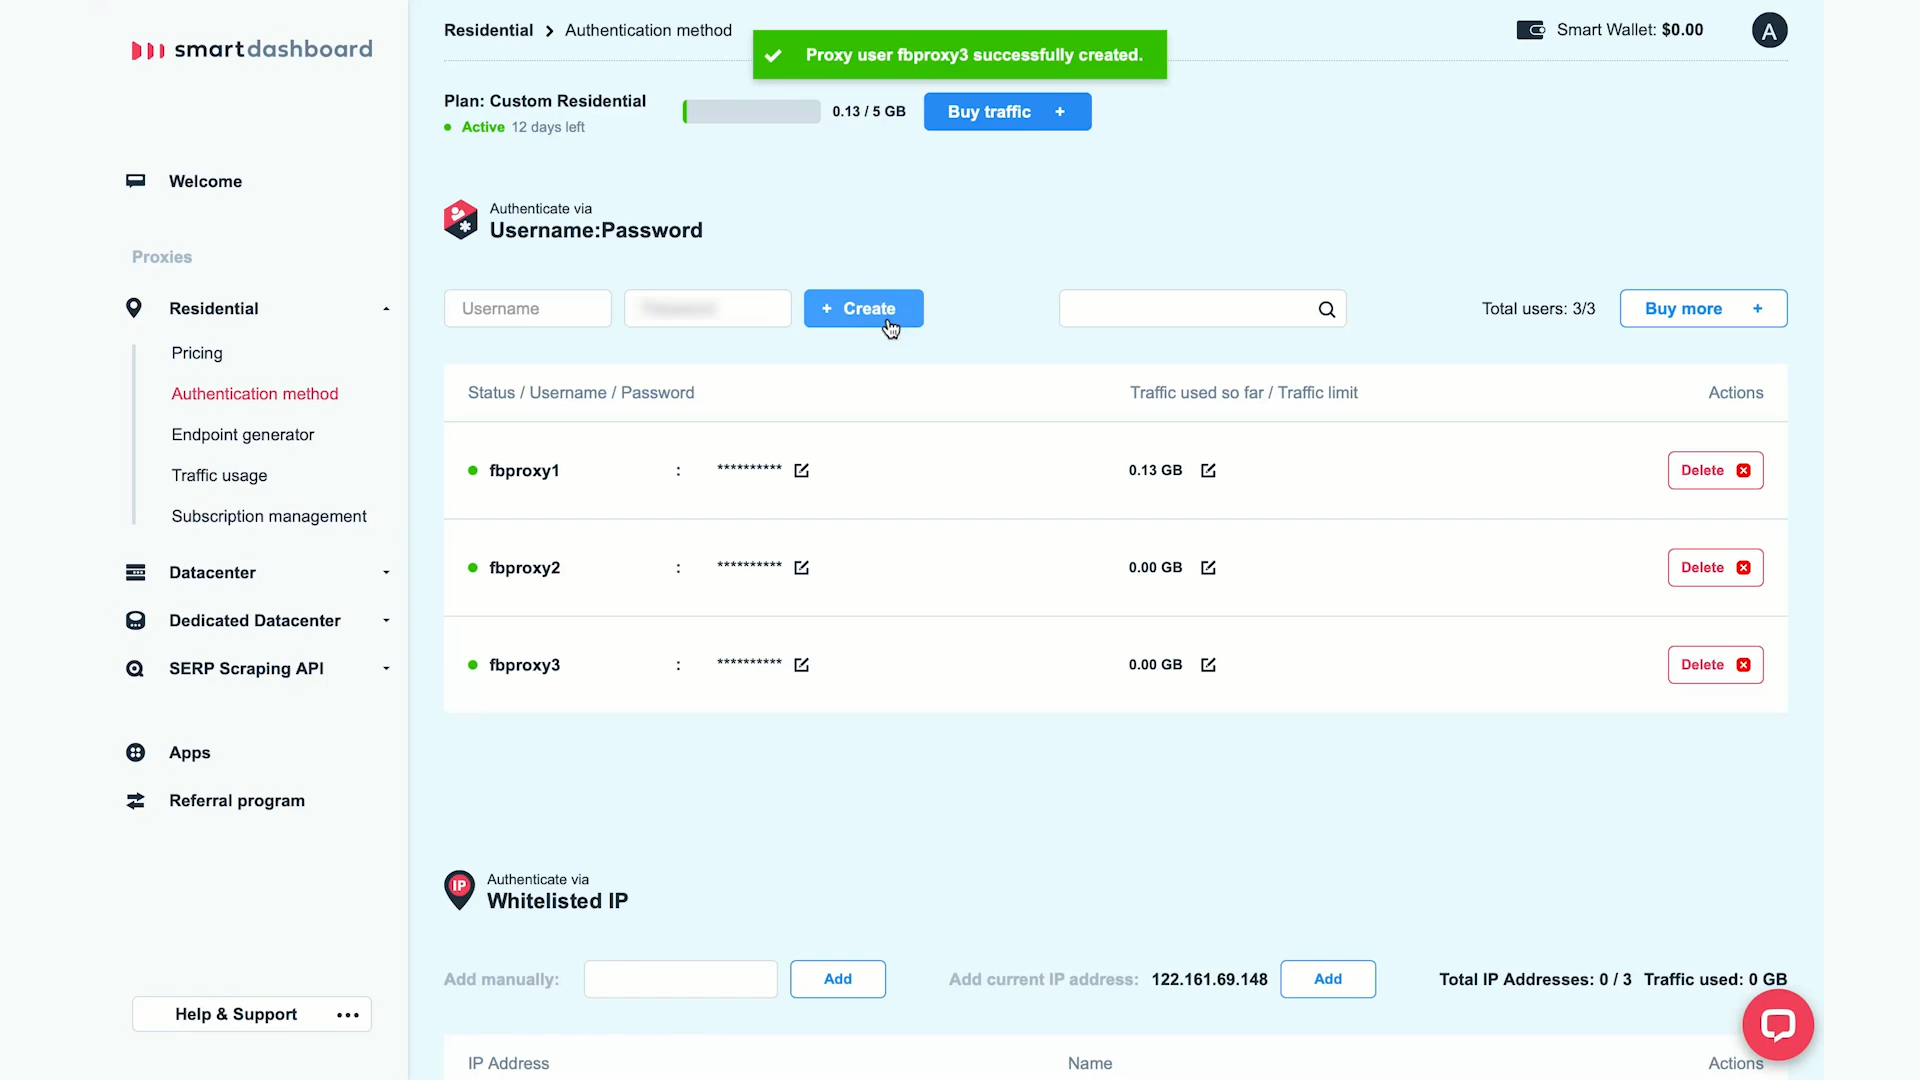 smartdashboard
Residential > Authentication method
Proxy user fbproxy3 successfully created.
Smart Wallet: $0.00
A
Plan: Custom Residential
Active 12 days left
0.13 / 5 GB
Buy traffic +
Welcome
Proxies
Residential
Pricing
Authentication method
Endpoint generator
Traffic usage
Subscription management
Datacenter
Dedicated Datacenter
SERP Scraping API
Apps
Referral program
Help & Support •••
Authenticate via
Username:Password
Username
+ Create
Total users: 3/3
Buy more +
Status / Username / Password
Traffic used so far / Traffic limit
Actions
fbproxy1 : ********** 0.13 GB Delete
fbproxy2 : ********** 0.00 GB Delete
fbproxy3 : ********** 0.00 GB Delete
IP
Authenticate via
Whitelisted IP
Add manually: Add
Add current IP address: 122.161.69.148 Add
Total IP Addresses: 0 / 3 Traffic used: 0 GB
IP Address
Name
Actions